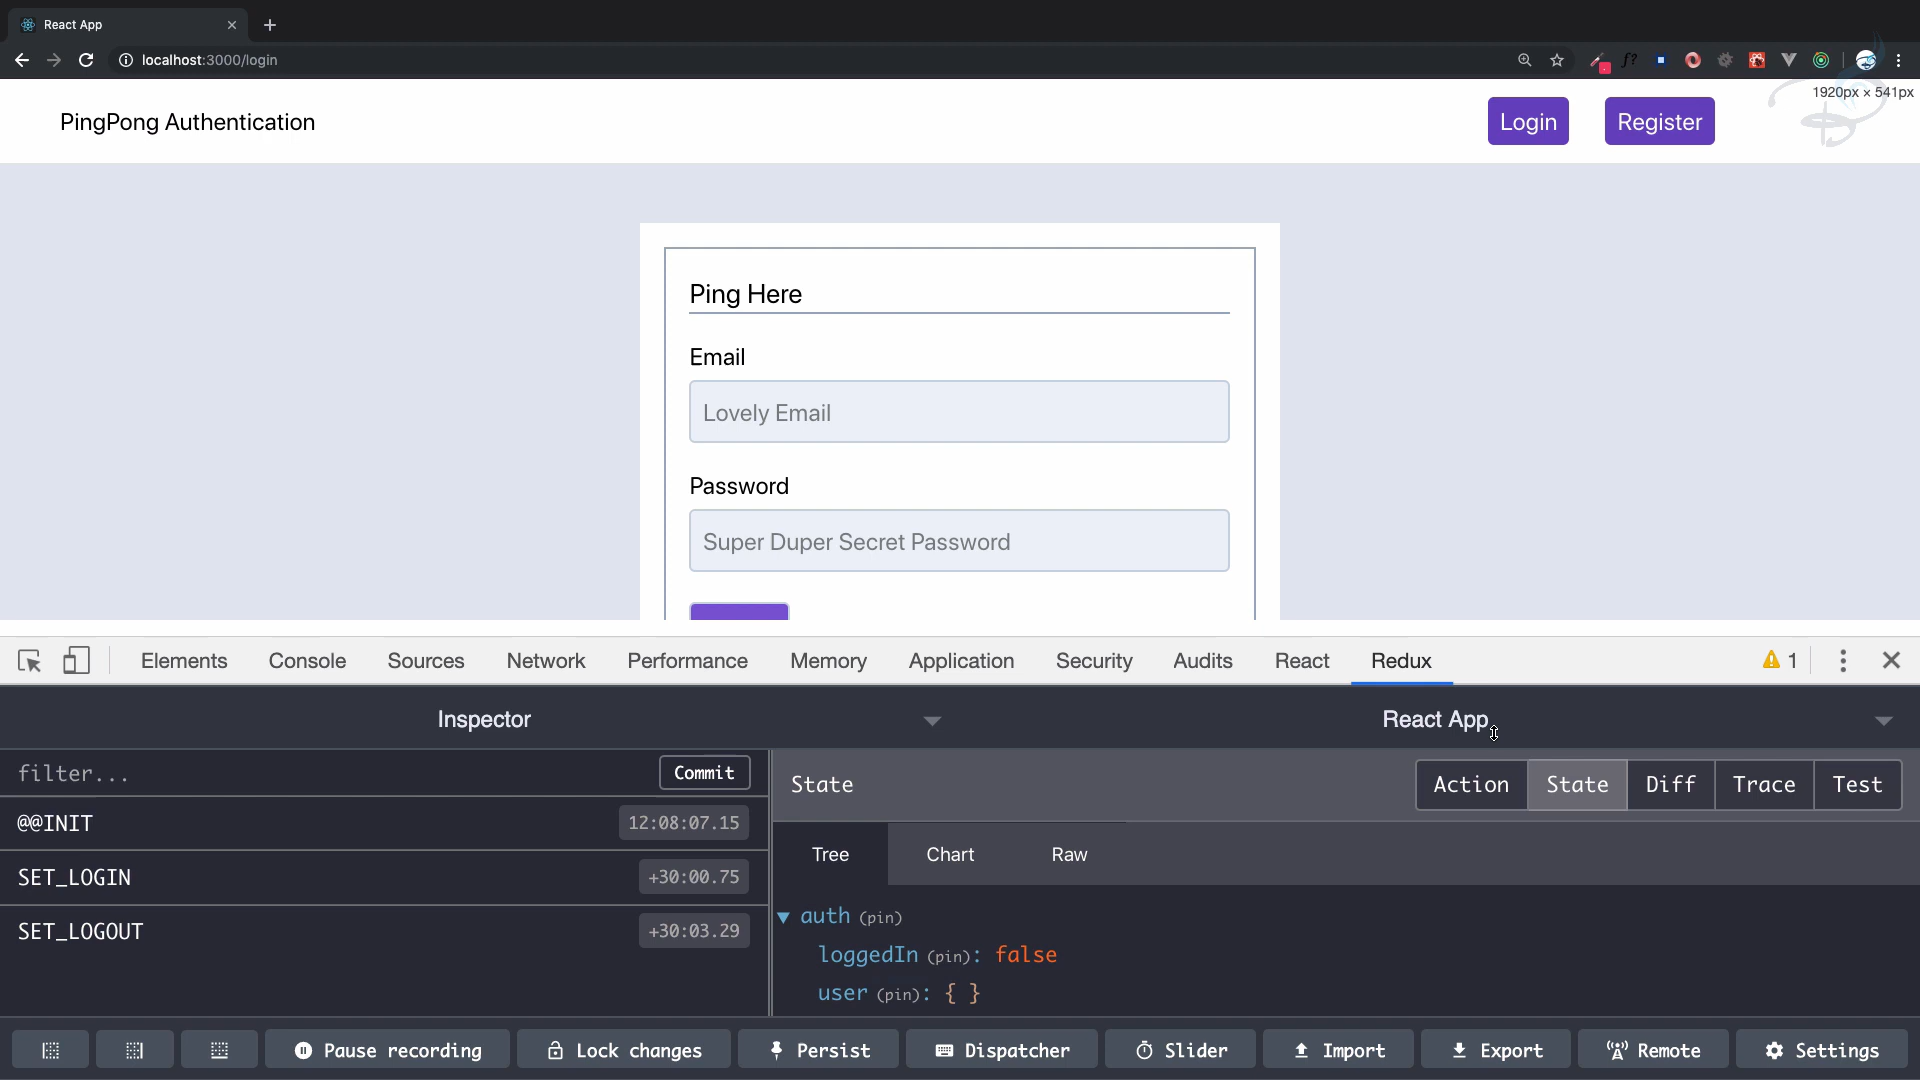 React App
localhost:3000/login
f?
1920px × 541px
PingPong Authentication
Login
Register
Ping Here
Email
Lovely Email
Password
Super Duper Secret Password
Elements Console Sources Network Performance Memory Application Security Audits React Redux 1
Inspector
React App
filter... Commit
@@INIT 12:08:07.15
SET_LOGIN +30:00.75
SET_LOGOUT +30:03.29
State
Action State Diff Trace Test
Tree Chart Raw
auth (pin)
loggedIn (pin): false
user (pin): { }
Pause recording Lock changes Persist Dispatcher Slider Import Export Remote Settings